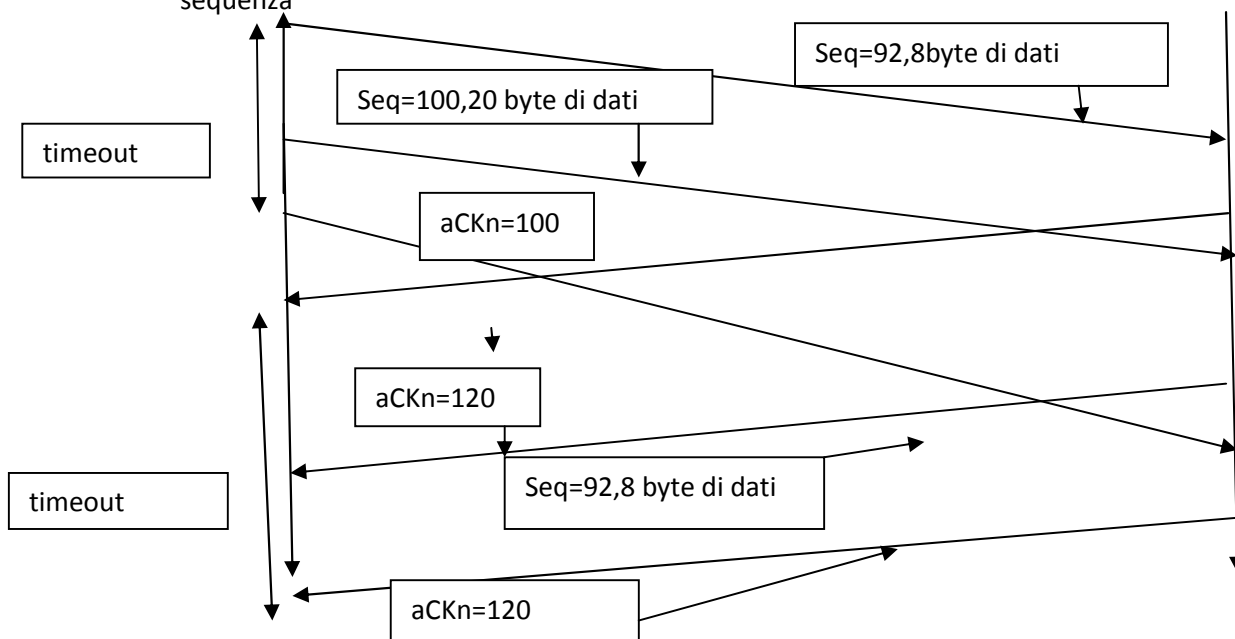 sequenza
Seq=92,8byte di dati
Seq=100,20 byte di dati
timeout
aCKn=100
aCKn=120
Seq=92,8 byte di dati
timeout
aCKn=120